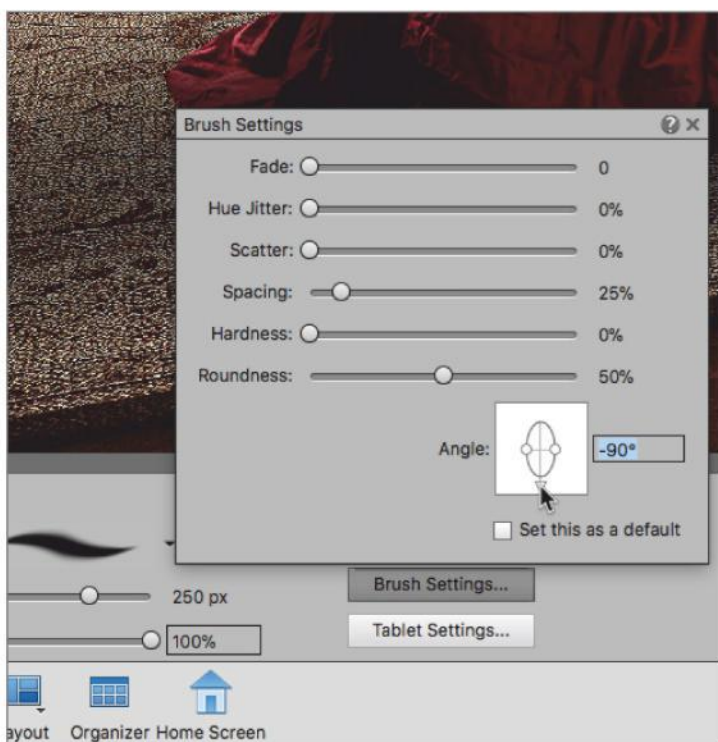 Brush Settings
Fade: 0
Hue Jitter: 0%
Scatter: 0%
Spacing: 25%
Hardness: 0%
Roundness: 50%
Angle: -90°
Set this as a default
250 px
Brush Settings...
100%
Tablet Settings...
ayout Organizer Home Screen